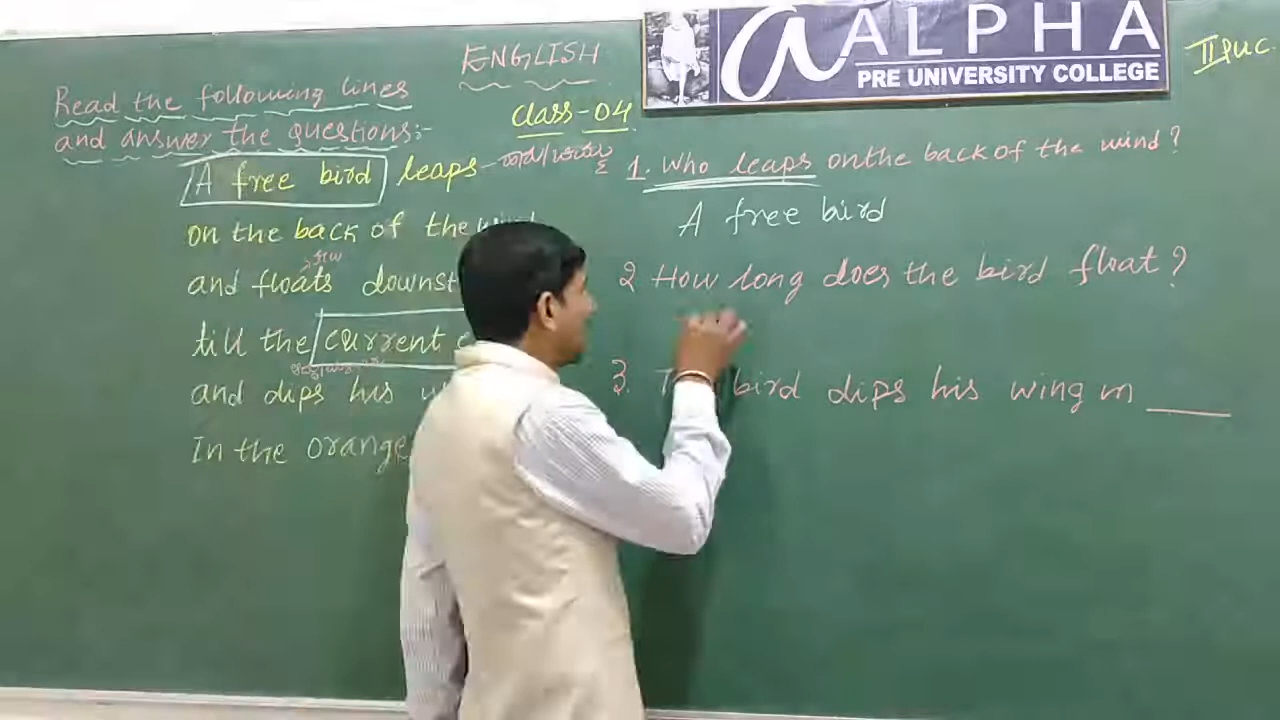 ALPHA
PRE UNIVERSITY COLLEGE
II PUC
ENGLISH
Class-04
Read the following lines
and answer the questions:-
A free bird leaps
on the back of the
and floats
till the current
and dips his
In the orange
1. Who leaps on the back of the wind?
A free bird
2 How long does the bird float?
3. bird dips his wing in ____